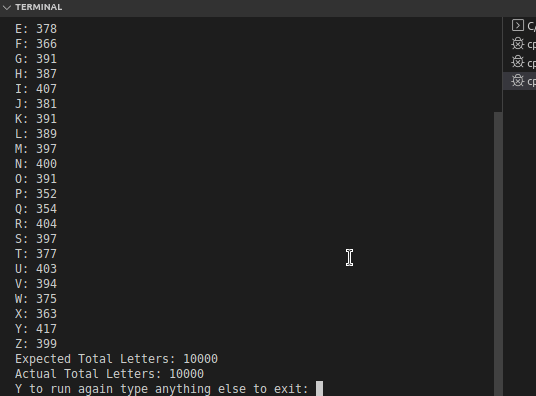 TERMINAL
E: 378
F: 366
G: 391
H: 387
I: 407
J: 381
K: 391
L: 389
M: 397
N: 400
O: 391
P: 352
Q: 354
R: 404
S: 397
T: 377
U: 403
V: 394
W: 375
X: 363
Y: 417
Z: 399
Expected Total Letters: 10000
Actual Total Letters: 10000
Y to run again type anything else to exit:
C/
cp
cp
cp